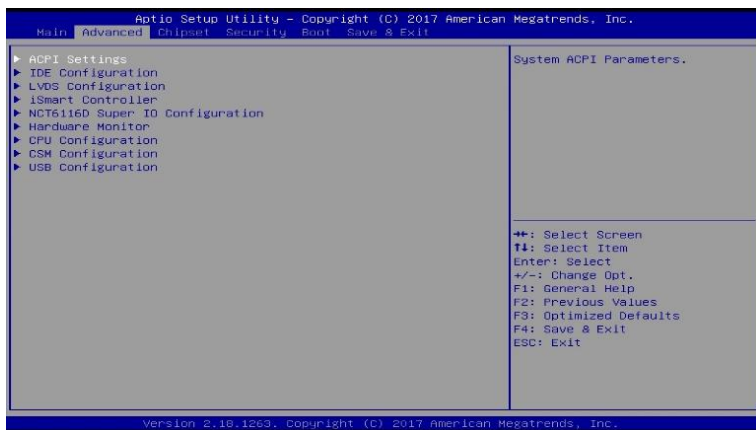 Aptio Setup Utility – Copyright (C) 2017 American Megatrends, Inc.
Main Advanced Chipset Security Boot Save & Exit
ACPI Settings
IDE Configuration
LVDS Configuration
iSmart Controller
NCT6116D Super IO Configuration
Hardware Monitor
CPU Configuration
CSM Configuration
USB Configuration
System ACPI Parameters.
→←: Select Screen
↑↓: Select Item
Enter: Select
+/-: Change Opt.
F1: General Help
F2: Previous Values
F3: Optimized Defaults
F4: Save & Exit
ESC: Exit
Version 2.18.1263. Copyright (C) 2017 American Megatrends, Inc.